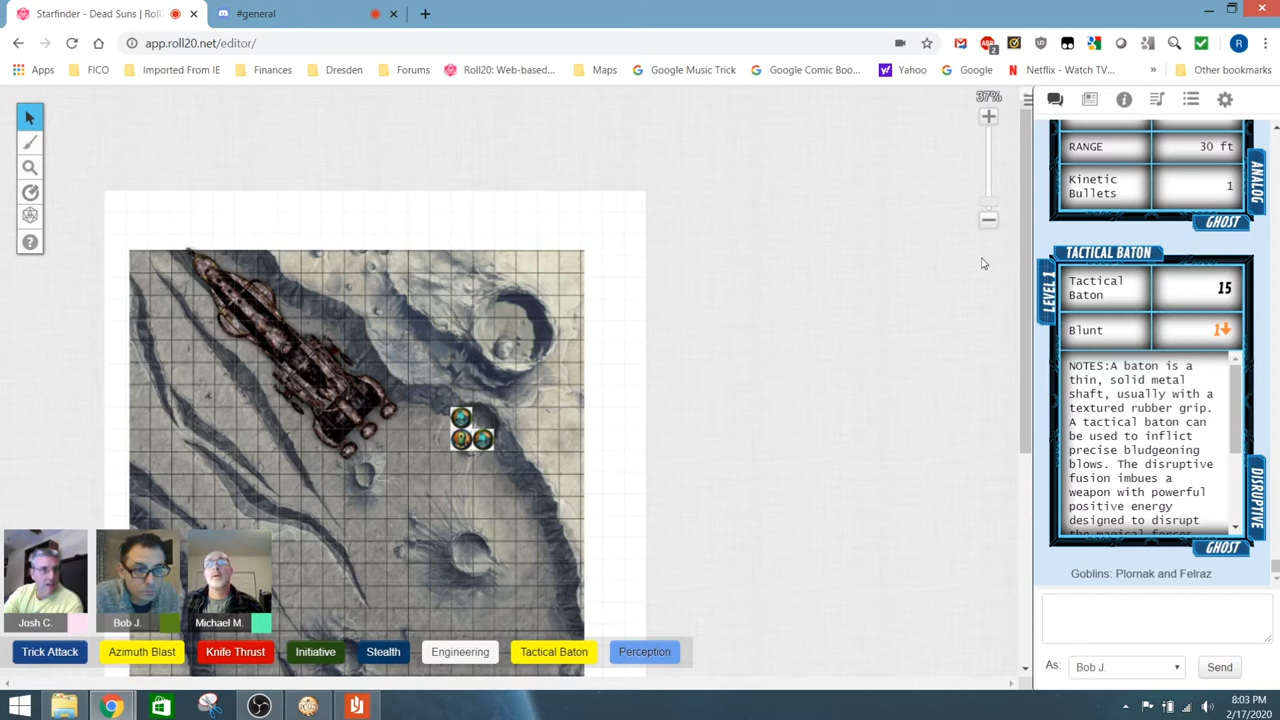 Starfinder - Dead Suns | Roll
#general
app.roll20.net/editor/
2
R
Apps
FICO
Imported From IE
Finances
Dresden
Forums
Roll20: Web-based...
Maps
Google Music Trick
Google Comic Boo...
Yahoo
Google
Netflix - Watch TV...
»
Other bookmarks
37%
RANGE
30 ft
Kinetic
Bullets
1
ANALOG
GHOST
TACTICAL BATON
LEVEL 1
Tactical
Baton
15
Blunt
1
NOTES:A baton is a
thin, solid metal
shaft, usually with a
textured rubber grip.
A tactical baton can
be used to inflict
precise bludgeoning
blows. The disruptive
fusion imbues a
weapon with powerful
positive energy
designed to disrupt
the magical forces
DISRUPTIVE
GHOST
Goblins: Plornak and Felraz
Josh C.
Bob J.
Michael M.
Trick Attack
Azimuth Blast
Knife Thrust
Initiative
Stealth
Engineering
Tactical Baton
Perception
As:
Bob J.
Send
8:03 PM
2/17/2020